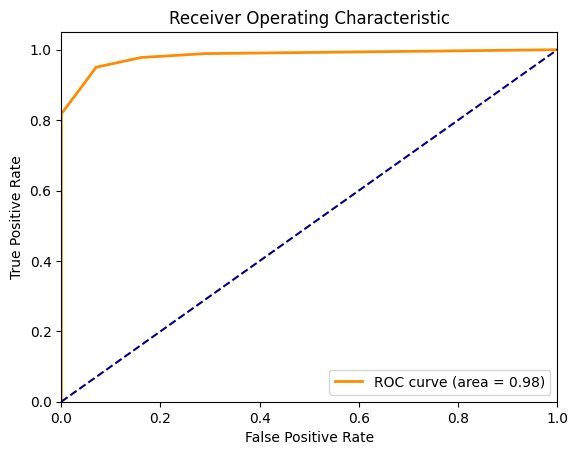 Receiver Operating Characteristic
True Positive Rate
1.0
0.8
0.6
0.4
0.2
0.0
ROC curve (area = 0.98)
0.0 0.2 0.4 0.6 0.8 1.0
False Positive Rate